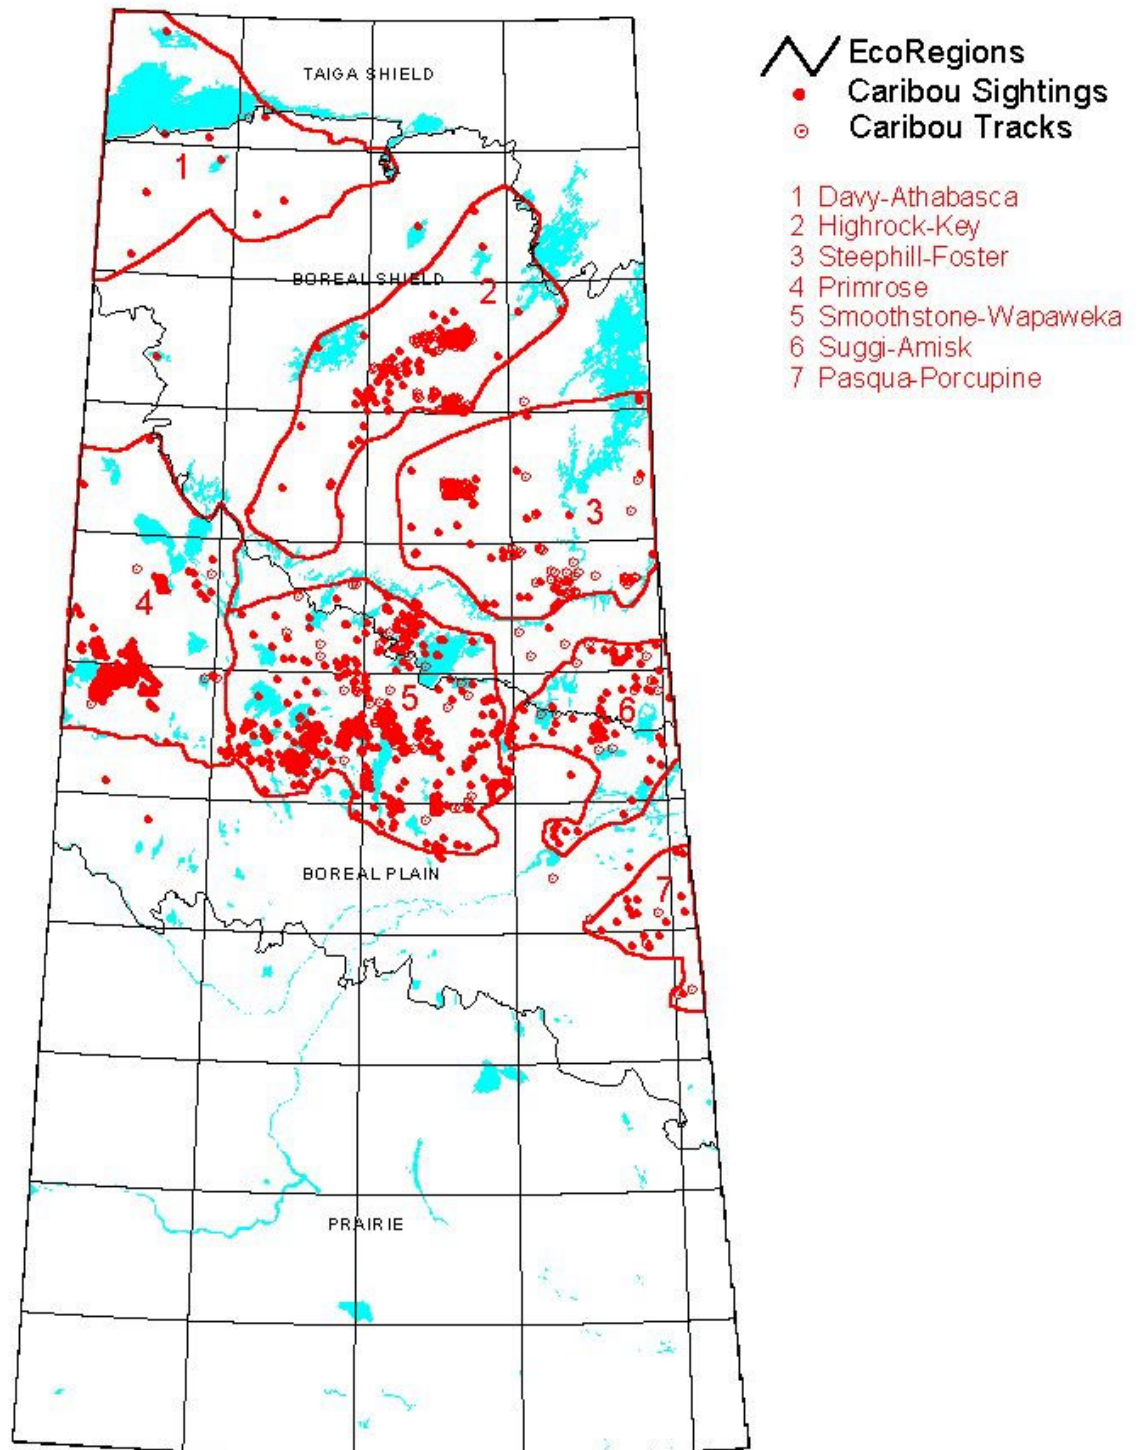 EcoRegions
Caribou Sightings
Caribou Tracks
1 Davy-Athabasca
2 Highrock-Key
3 Steephill-Foster
4 Primrose
5 Smoothstone-Wapaweka
6 Suggi-Amisk
7 Pasqua-Porcupine
TAIGA SHIELD
1
BOREAL SHIELD
2
3
4
5
6
BOREAL PLAIN
7
PRAIRIE